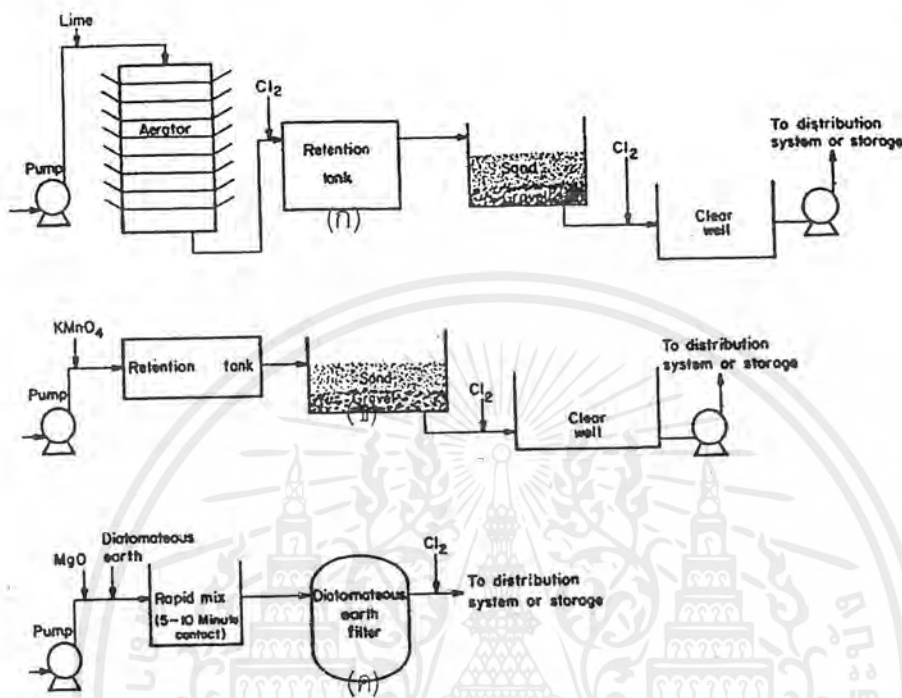 Lime
Aerator
Pump
Cl₂
Retention
tank
(ก)
Sand
Gravel
Cl₂
Clear
well
To distribution
system or storage
KMnO₄
Pump
Retention tank
Sand
Gravel
(ข)
Cl₂
Clear
well
To distribution
system or storage
MgO
Diatomateous
earth
Pump
Rapid mix
(5-10 Minute
contact)
Diatomateous
earth
filter
(ค)
Cl₂
To distribution
system or storage